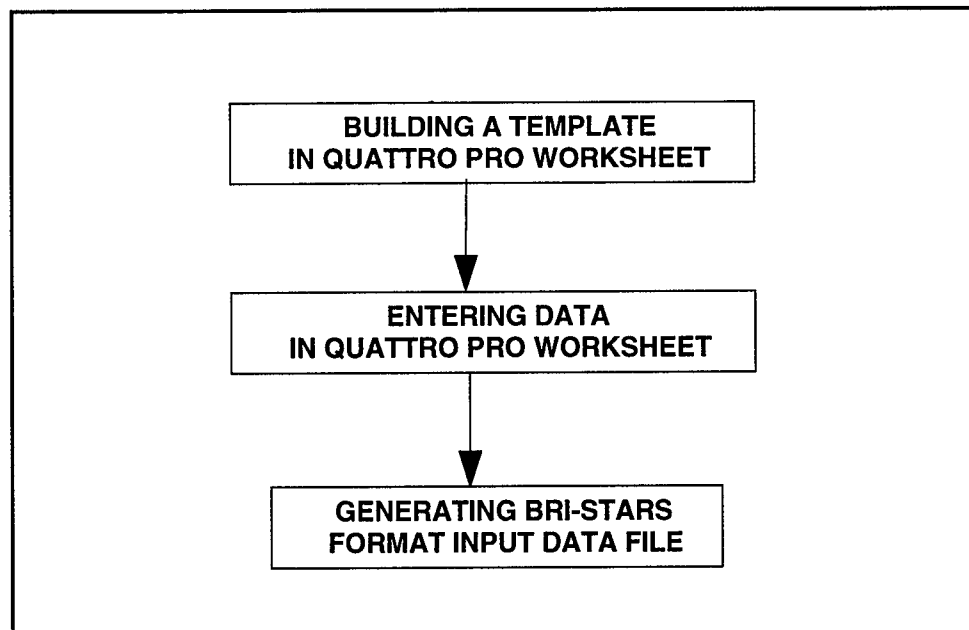 BUILDING A TEMPLATE
IN QUATTRO PRO WORKSHEET
ENTERING DATA
IN QUATTRO PRO WORKSHEET
GENERATING BRI-STARS
FORMAT INPUT DATA FILE